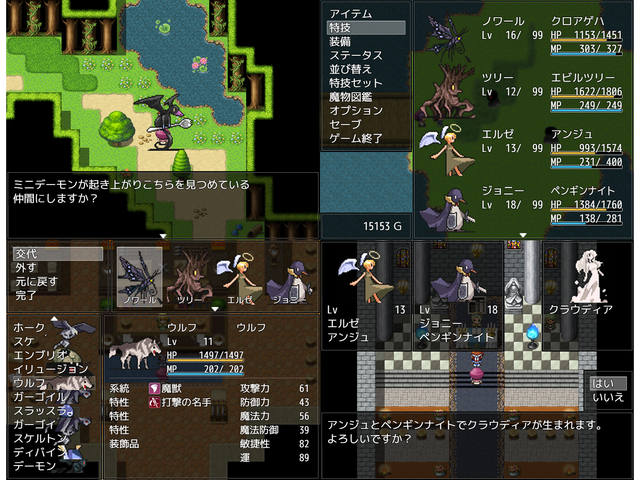 ミニデーモンが起き上がりこちらを見つめている
仲間にしますか？
アイテム
特技
装備
ステータス
並び替え
特技セット
魔物図鑑
オプション
セーブ
ゲーム終了
15153 G
ノワール クロアゲハ
Lv 16/ 99 HP 1153/1451
MP 303/ 327
ツリー エビルツリー
Lv 12/ 99 HP 1622/1806
MP 249/ 249
エルゼ アンジュ
Lv 13/ 99 HP 993/1574
MP 231/ 400
ジョニー ペンギンナイト
Lv 18/ 99 HP 1384/1760
MP 138/ 281
交代
外す
元に戻す
完了
ノワール ツリー エルゼ ジョニー
ホーク
スケ
エンブリオ
イリュージョン
ウルフ
ガーゴイル
スラッスラ
ガーゴイ
スケルトン
ディバイ
デーモン
ウルフ ウルフ
Lv 11
HP 1497/1497
MP 202/ 202
系統 魔獣 攻撃力 61
特性 打撃の名手 防御力 43
特性 魔法力 56
特性 魔法防御 39
装飾品 敏捷性 82
運 89
Lv 13
エルゼ
アンジュ
Lv 18
ジョニー
ペンギンナイト
クラウディア
はい
いいえ
アンジュとペンギンナイトでクラウディアが生まれます。
よろしいですか？